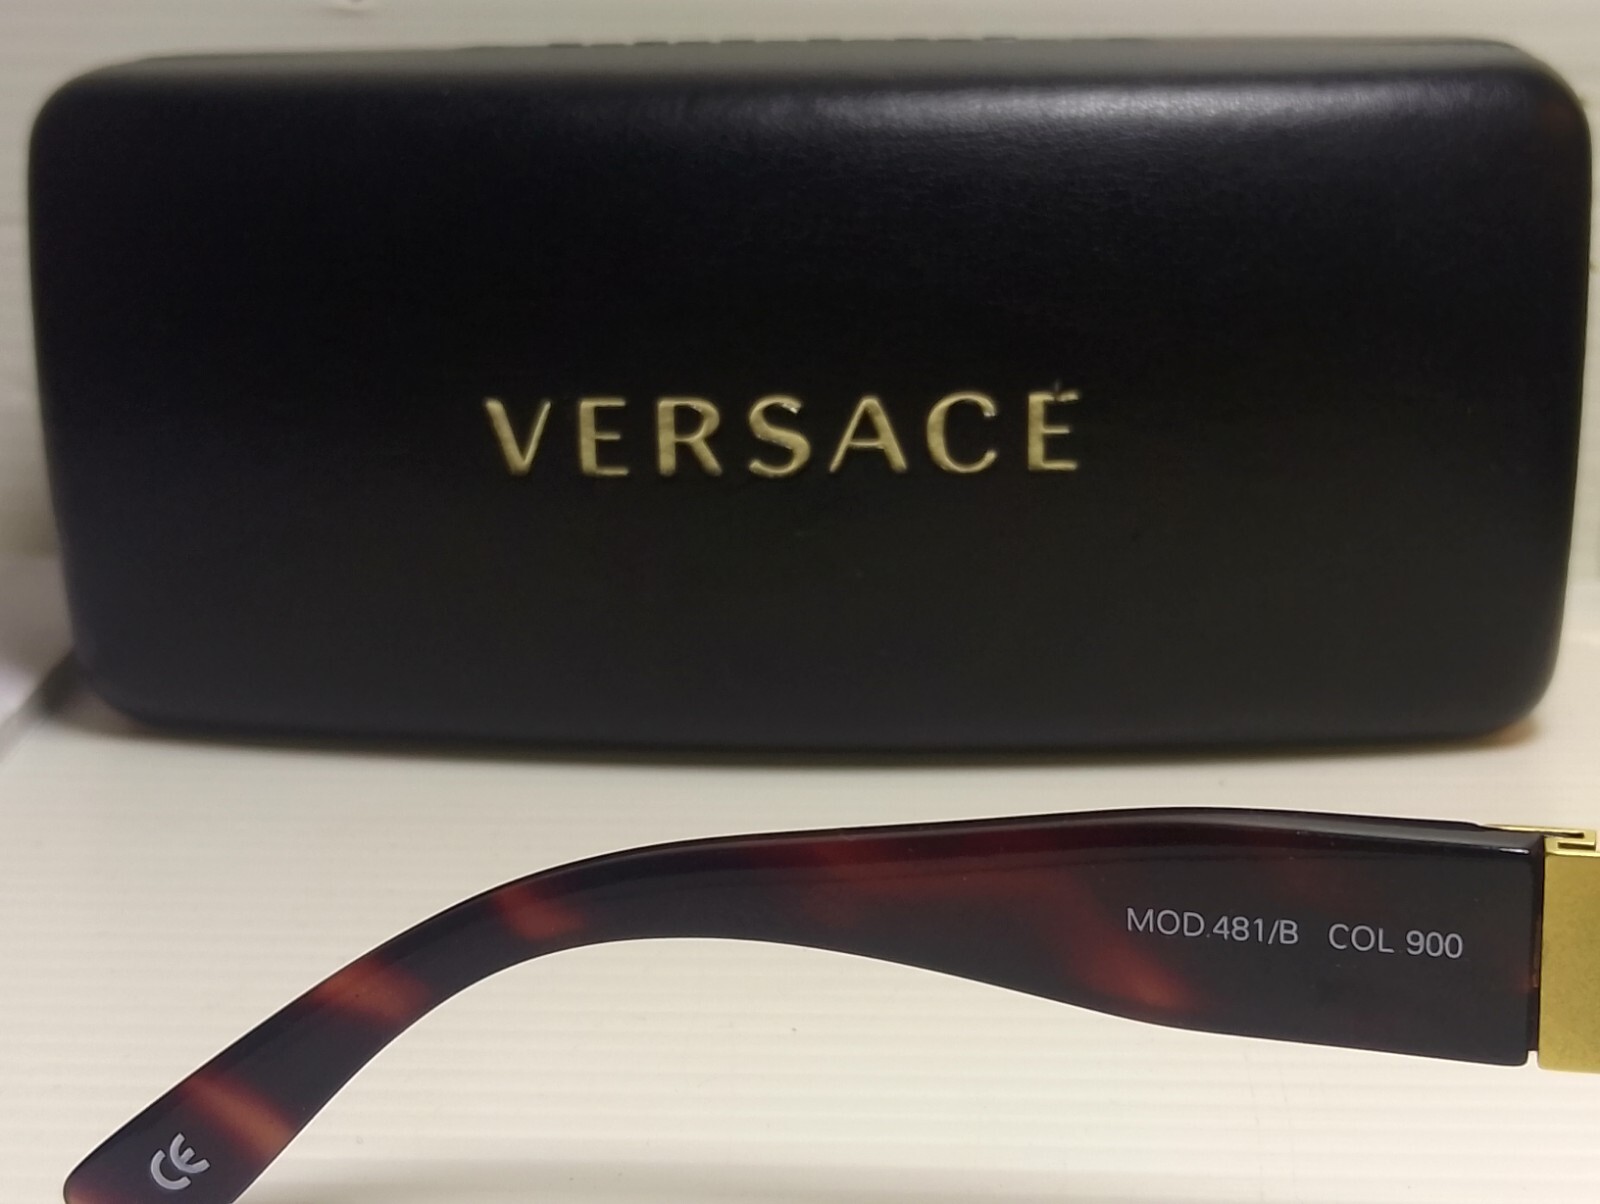 VERSACE
MOD.481/B COL 900
CE